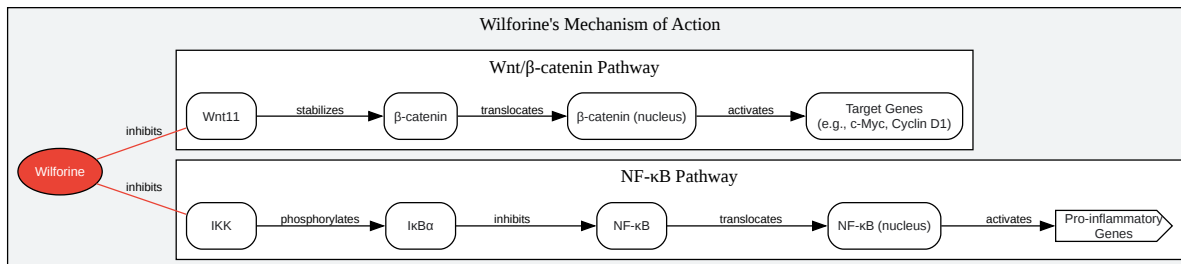 Wilforine's Mechanism of Action
Wnt/β-catenin Pathway
Wnt11
stabilizes
β-catenin
translocates
β-catenin (nucleus)
activates
Target Genes
(e.g., c-Myc, Cyclin D1)
inhibits
Wilforine
inhibits
NF-κB Pathway
IKK
phosphorylates
IκBα
inhibits
NF-κB
translocates
NF-κB (nucleus)
activates
Pro-inflammatory
Genes